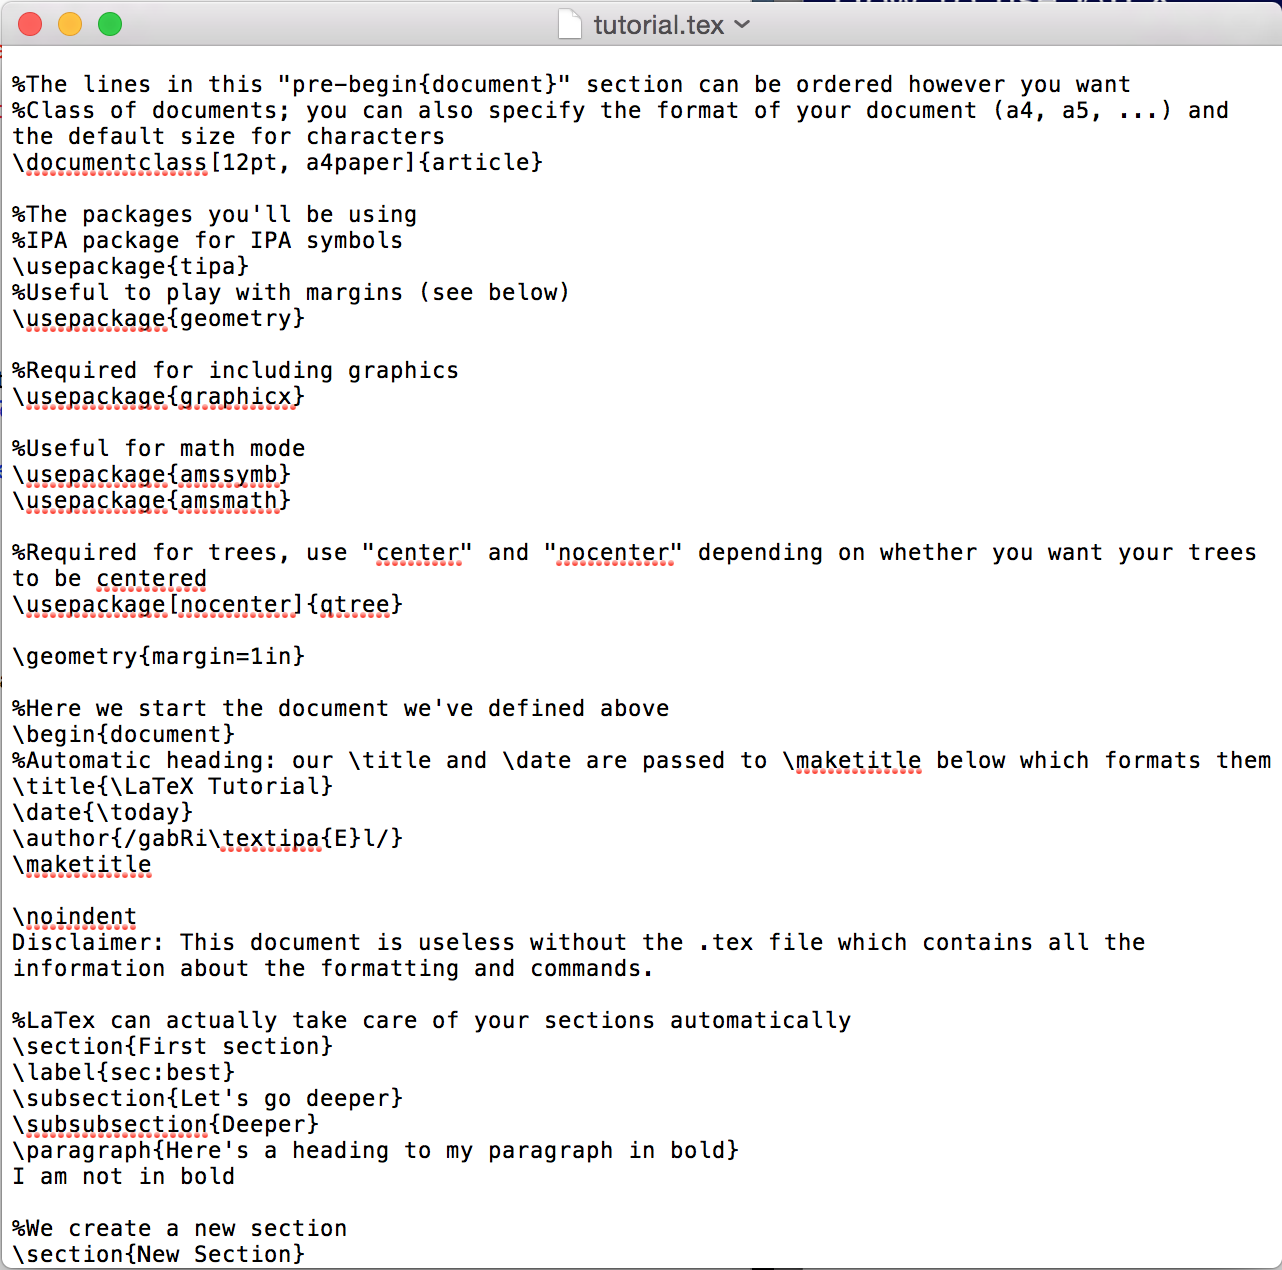 tutorial.tex
%The lines in this "pre-begin{document}" section can be ordered however you want
%Class of documents; you can also specify the format of your document (a4, a5, ...) and
the default size for characters
\documentclass[12pt, a4paper]{article}
%The packages you'll be using
%IPA package for IPA symbols
\usepackage{tipa}
%Useful to play with margins (see below)
\usepackage{geometry}
%Required for including graphics
\usepackage{graphicx}
%Useful for math mode
\usepackage{amssymb}
\usepackage{amsmath}
%Required for trees, use "center" and "nocenter" depending on whether you want your trees
to be centered
\usepackage[nocenter]{qtree}
\geometry{margin=1in}
%Here we start the document we've defined above
\begin{document}
%Automatic heading: our \title and \date are passed to \maketitle below which formats them
\title{\LaTeX Tutorial}
\date{\today}
\author{/gabRi\textipa{E}l/}
\maketitle
\noindent
Disclaimer: This document is useless without the .tex file which contains all the
information about the formatting and commands.
%LaTex can actually take care of your sections automatically
\section{First section}
\label{sec:best}
\subsection{Let's go deeper}
\subsubsection{Deeper}
\paragraph{Here's a heading to my paragraph in bold}
I am not in bold
%We create a new section
\section{New Section}